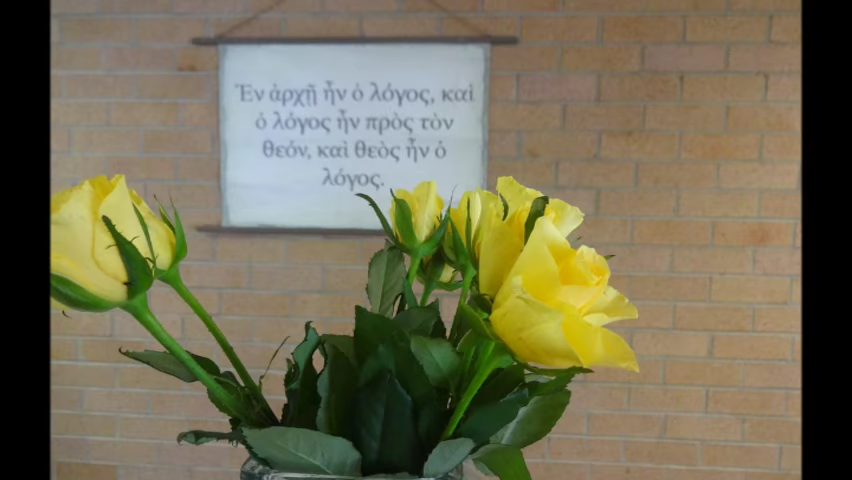 Ἐν ἀρχῇ ἦν ὁ λόγος, καὶ
ὁ λόγος ἦν πρὸς τὸν
θεόν, καὶ θεὸς ἦν ὁ
λόγος.